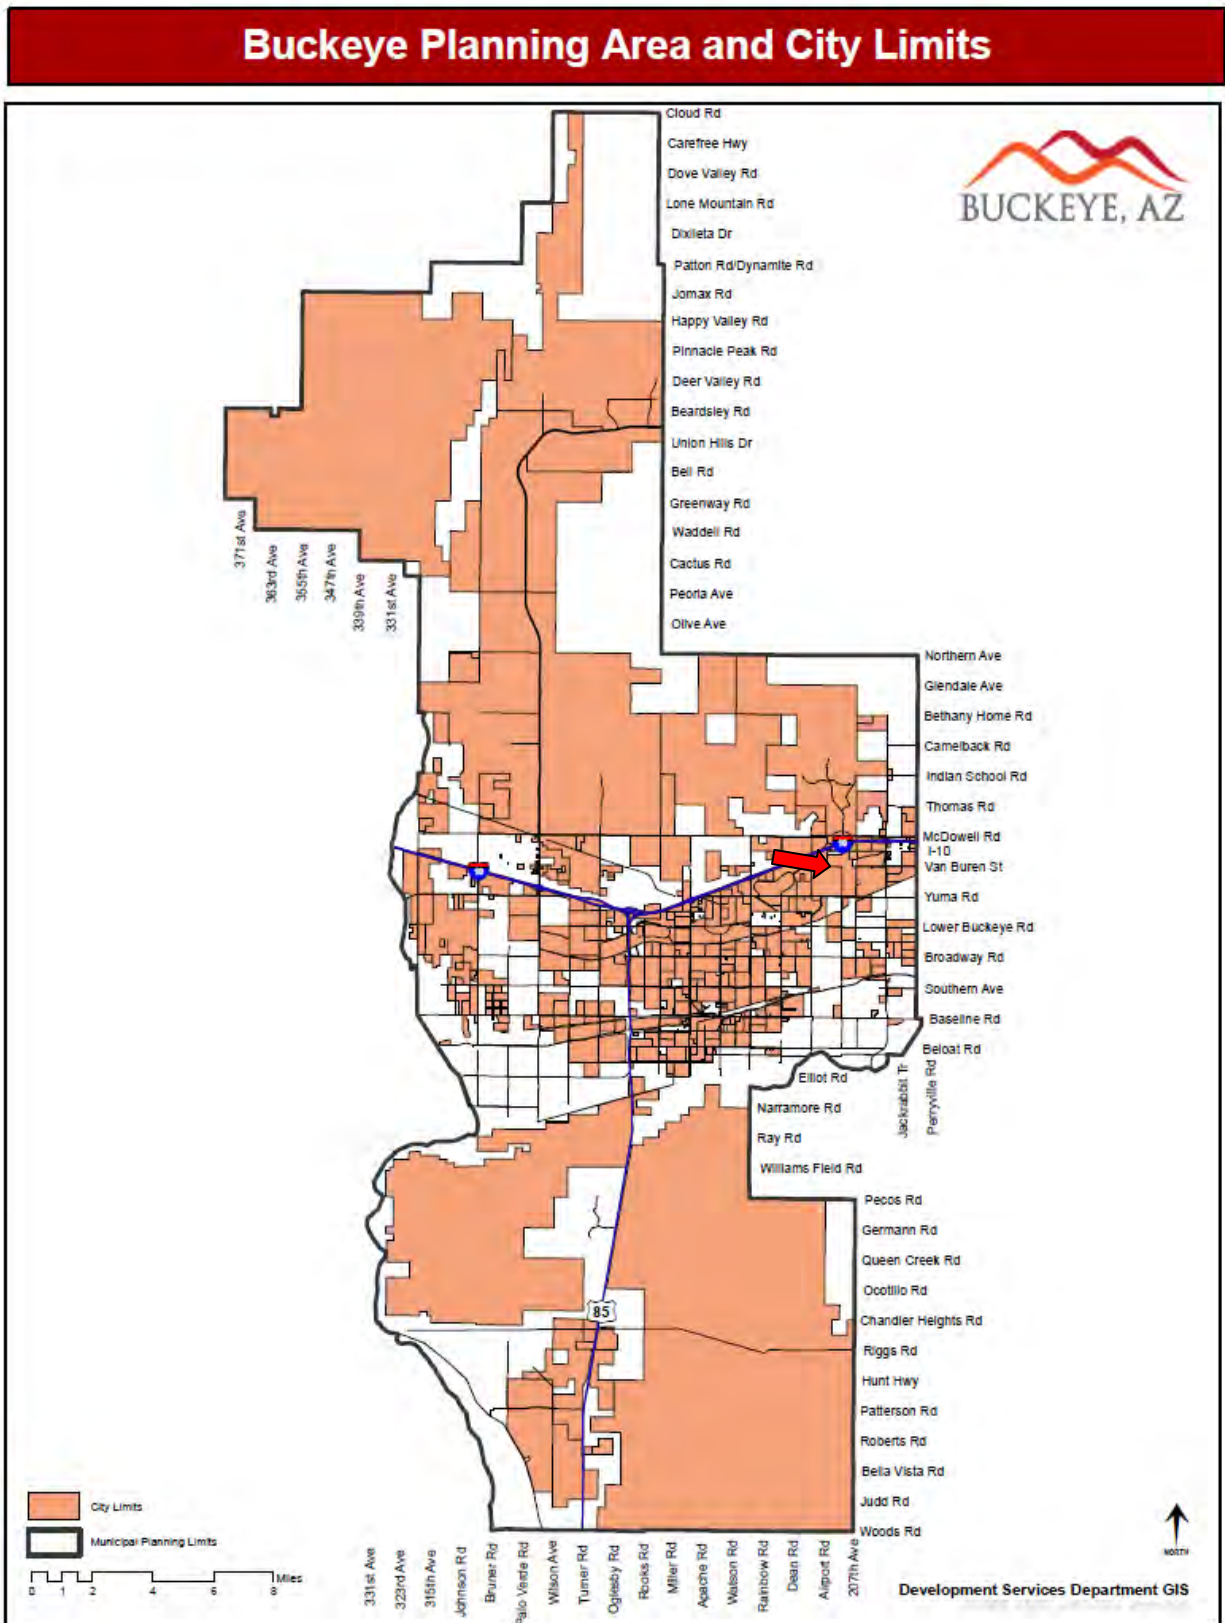 Buckeye Planning Area and City Limits
BUCKEYE, AZ
Cloud Rd
Carefree Hwy
Dove Valley Rd
Lone Mountain Rd
Dixileta Dr
Patton Rd/Dynamite Rd
Jomax Rd
Happy Valley Rd
Pinnacle Peak Rd
Deer Valley Rd
Beardsley Rd
Union Hills Dr
Bell Rd
Greenway Rd
Waddell Rd
Cactus Rd
Peoria Ave
Olive Ave
371st Ave
363rd Ave
355th Ave
347th Ave
339th Ave
331st Ave
Northern Ave
Glendale Ave
Bethany Home Rd
Camelback Rd
Indian School Rd
Thomas Rd
McDowell Rd
I-10
Van Buren St
Yuma Rd
Lower Buckeye Rd
Broadway Rd
Southern Ave
Baseline Rd
Beloat Rd
Elliot Rd
Jackrabbit Tr
Perryville Rd
Narramore Rd
Ray Rd
Williams Field Rd
Pecos Rd
Germann Rd
Queen Creek Rd
Ocotillo Rd
85
Chandler Heights Rd
Riggs Rd
Hunt Hwy
Patterson Rd
Roberts Rd
Bella Vista Rd
Judd Rd
Woods Rd
City Limits
Municipal Planning Limits
0 1 2 4 6 8 Miles
331st Ave
323rd Ave
315th Ave
Johnson Rd
Bruner Rd
Palo Verde Rd
Wilson Ave
Turner Rd
Oglesby Rd
Rooks Rd
Miller Rd
Apache Rd
Watson Rd
Rainbow Rd
Dean Rd
Airport Rd
207th Ave
NORTH
Development Services Department GIS